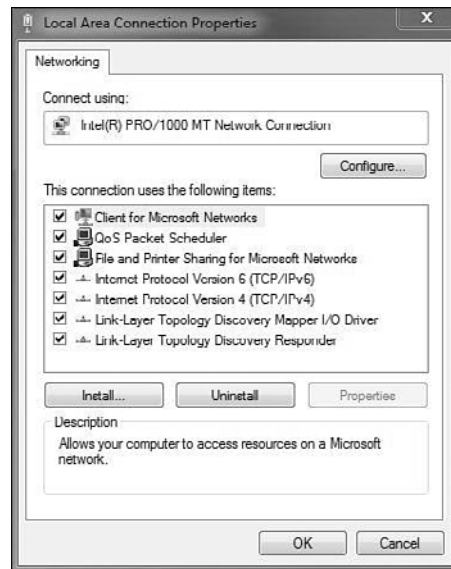 Local Area Connection Properties
X
Networking
Connect using:
Intel(R) PRO/1000 MT Network Connection
Configure...
This connection uses the following items:
Client for Microsoft Networks
QoS Packet Scheduler
File and Printer Sharing for Microsoft Networks
Internet Protocol Version 6 (TCP/IPv6)
Internet Protocol Version 4 (TCP/IPv4)
Link-Layer Topology Discovery Mapper I/O Driver
Link-Layer Topology Discovery Responder
Install... Uninstall Properties
Description
Allows your computer to access resources on a Microsoft
network.
OK Cancel